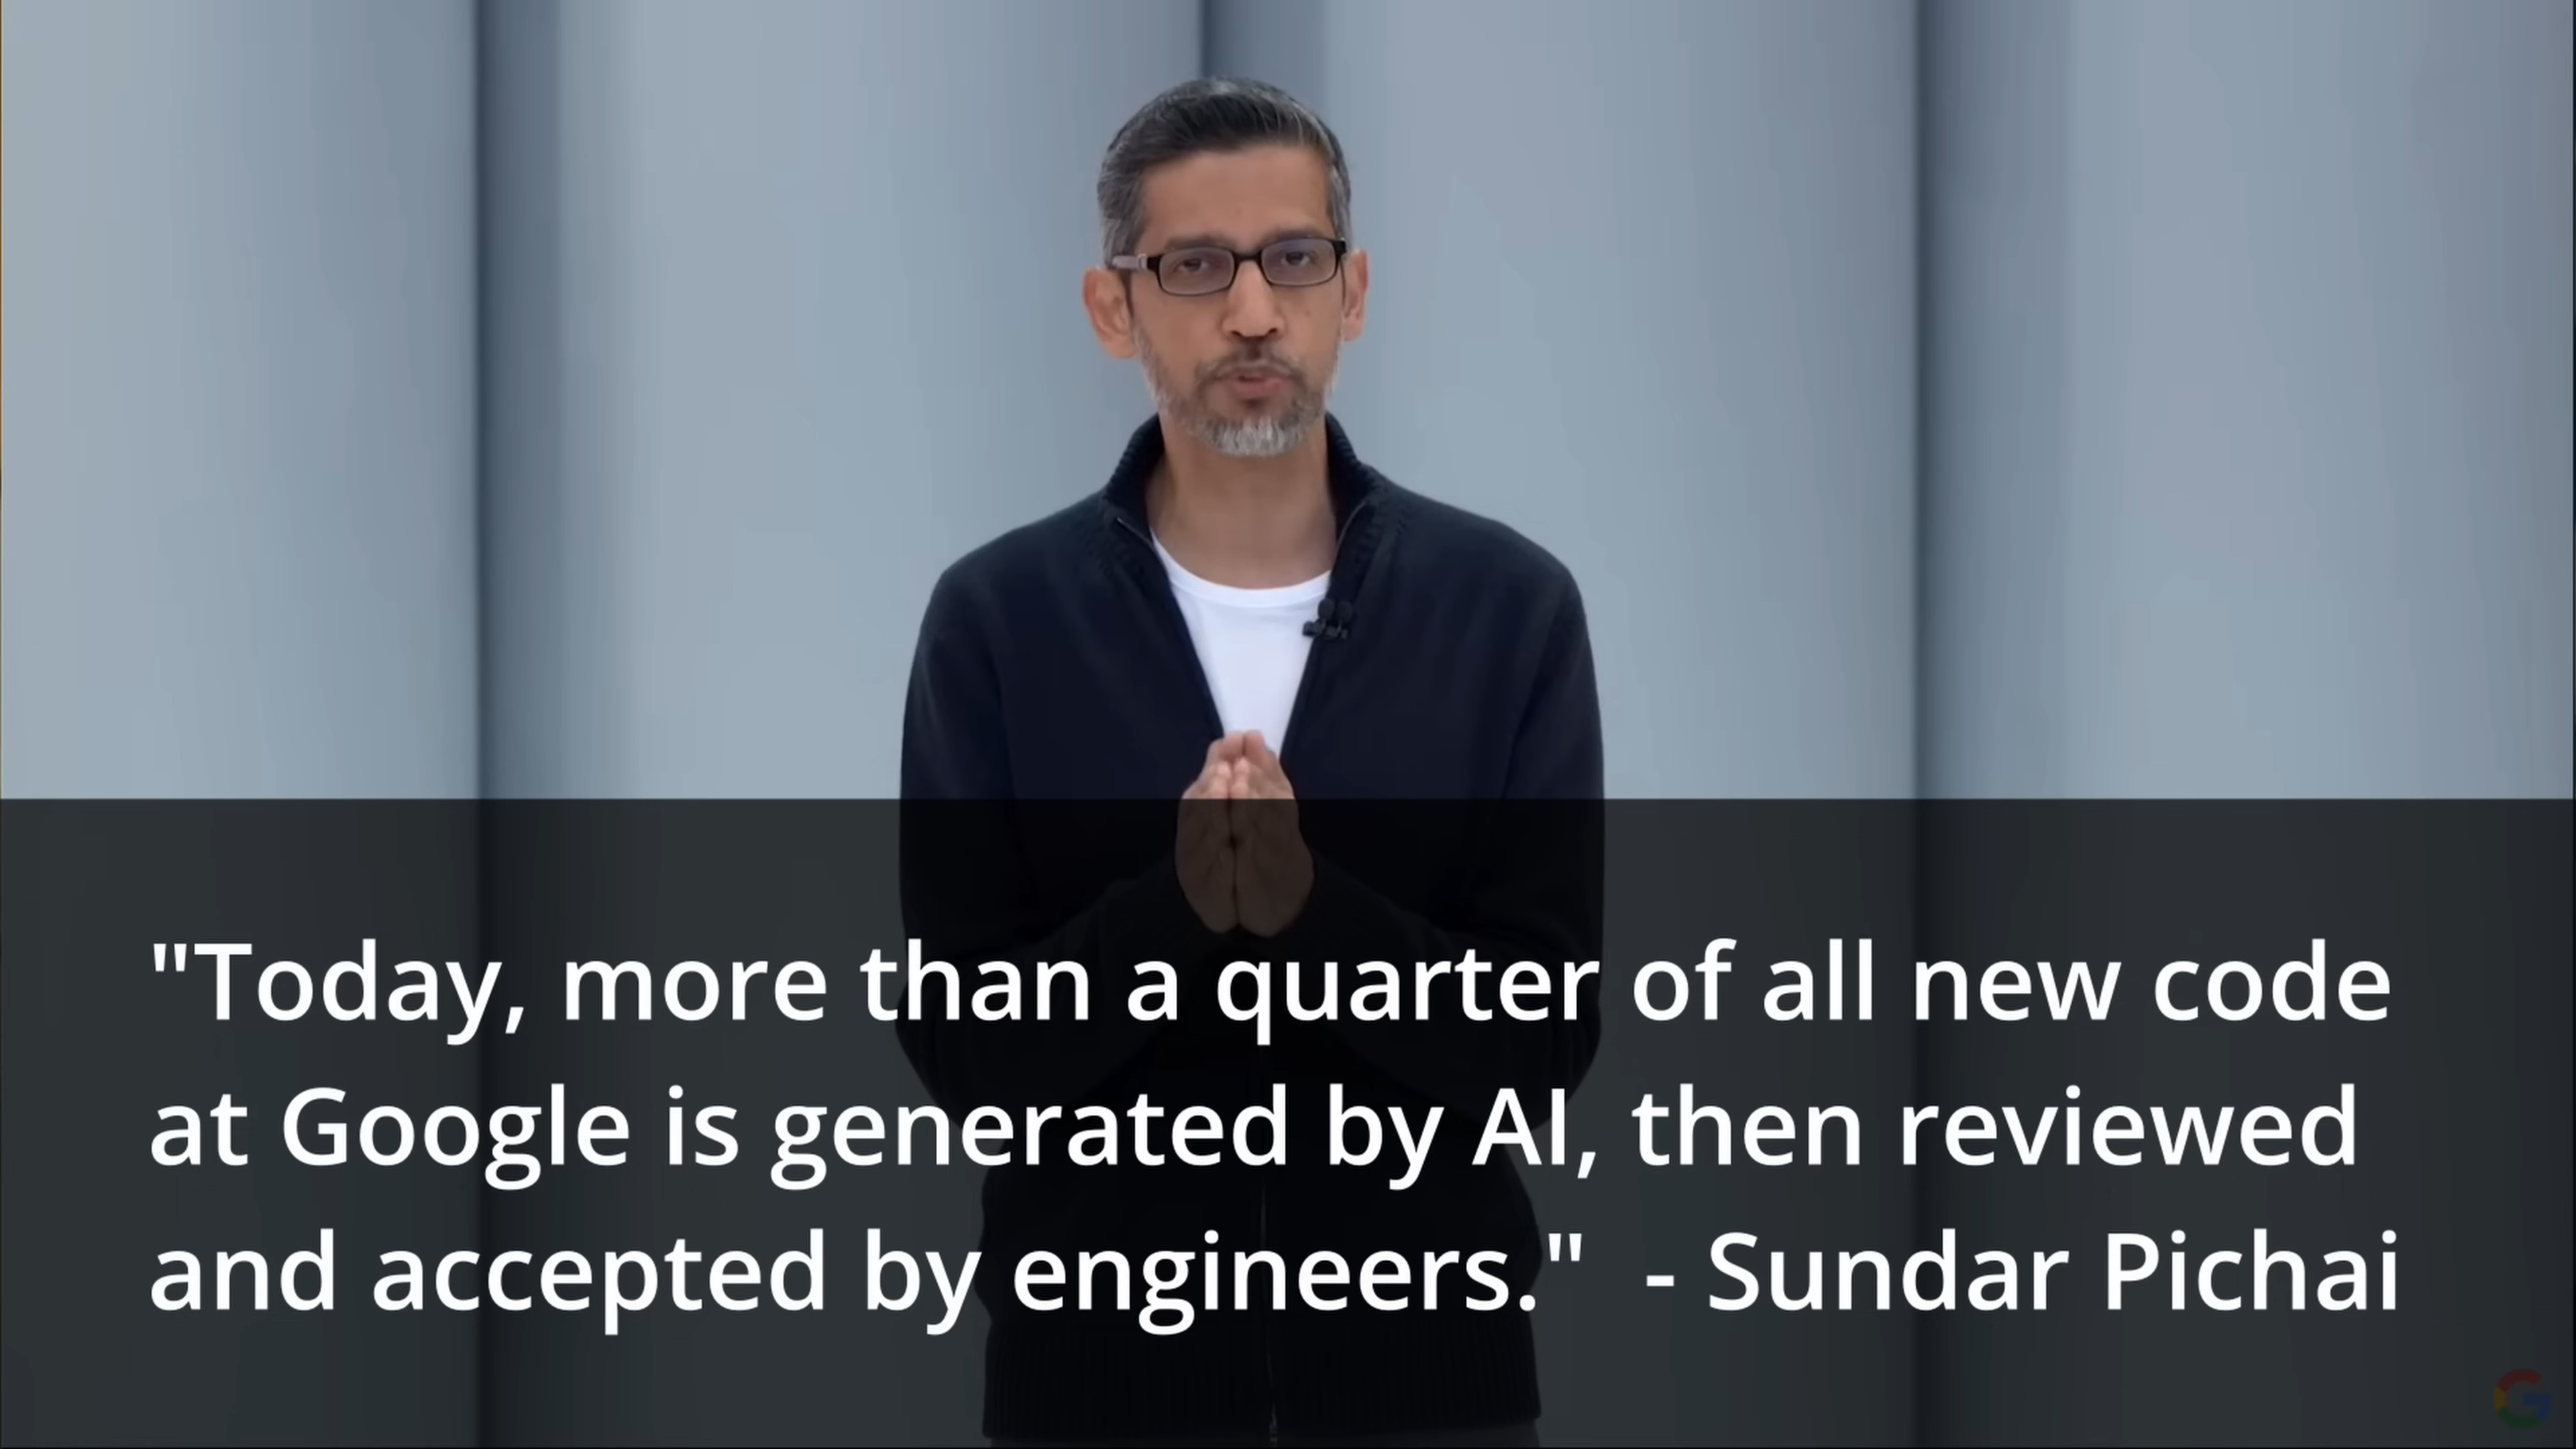 "Today, more than a quarter of all new code
at Google is generated by AI, then reviewed
and accepted by engineers."  - Sundar Pichai
G